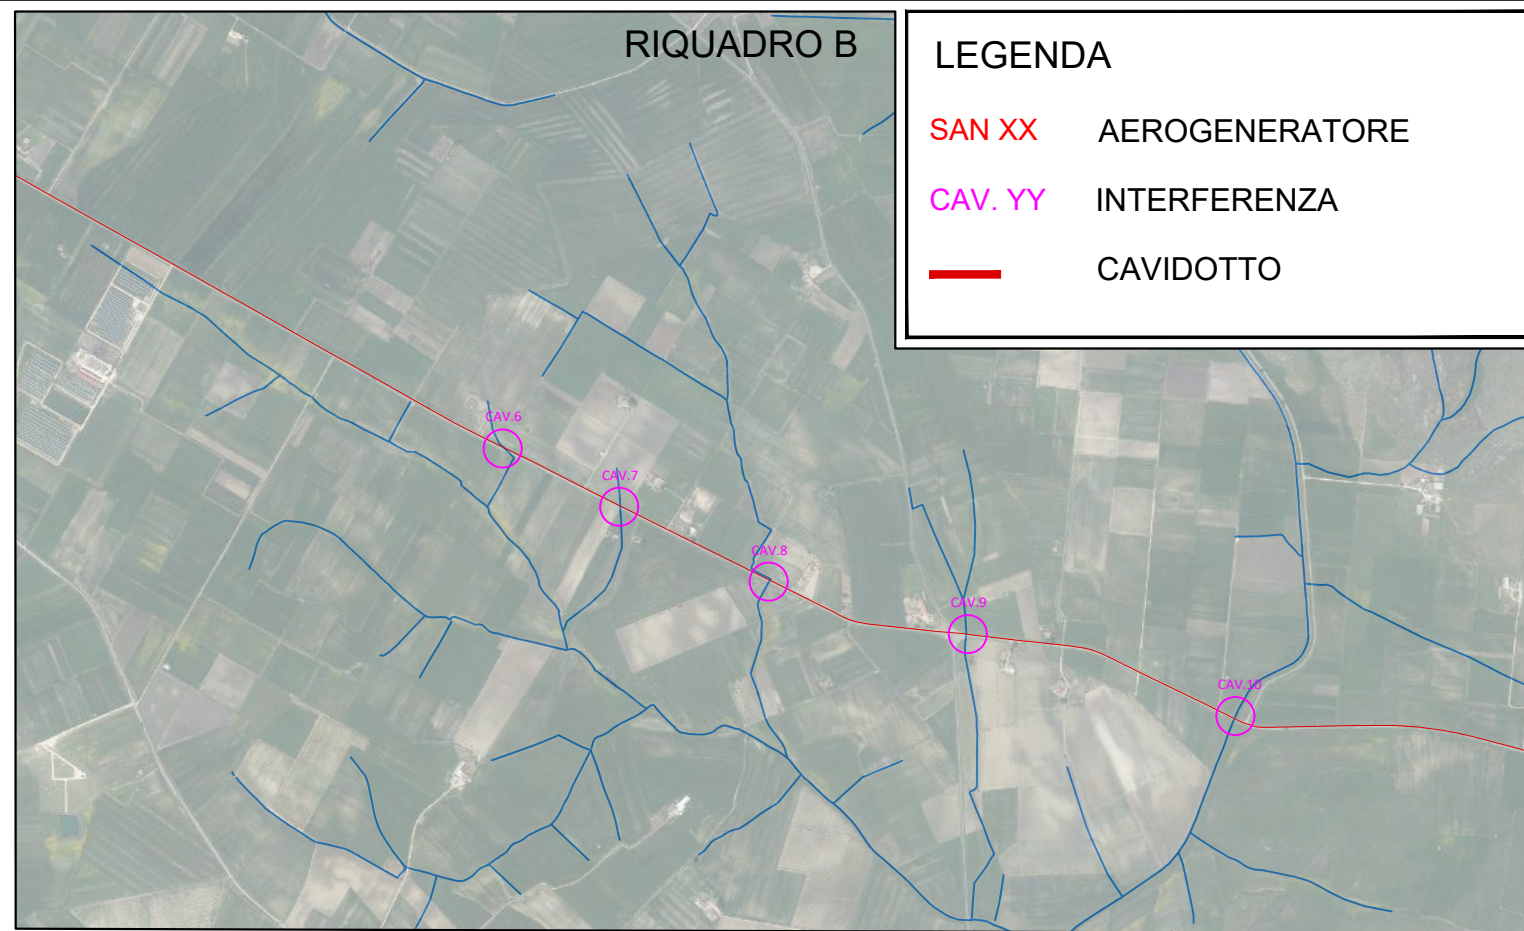 RIQUADRO B
LEGENDA
SAN XX AEROGENERATORE
CAV. YY INTERFERENZA
CAVIDOTTO
CAV.6
CAV.7
CAV.8
CAV.9
CAV.10